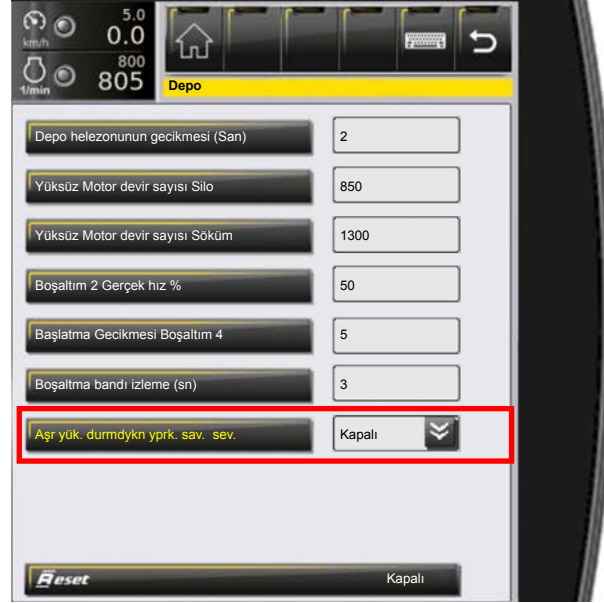 5.0
km/h 0.0
800
1/min 805
Depo
Depo helezonunun gecikmesi (San) 2
Yüksüz Motor devir sayısı Silo 850
Yüksüz Motor devir sayısı Söküm 1300
Boşaltım 2 Gerçek hız % 50
Başlatma Gecikmesi Boşaltım 4 5
Boşaltma bandı izleme (sn) 3
Aşr yük. durmdykn yprk. sav. sev. Kapalı
Reset Kapalı